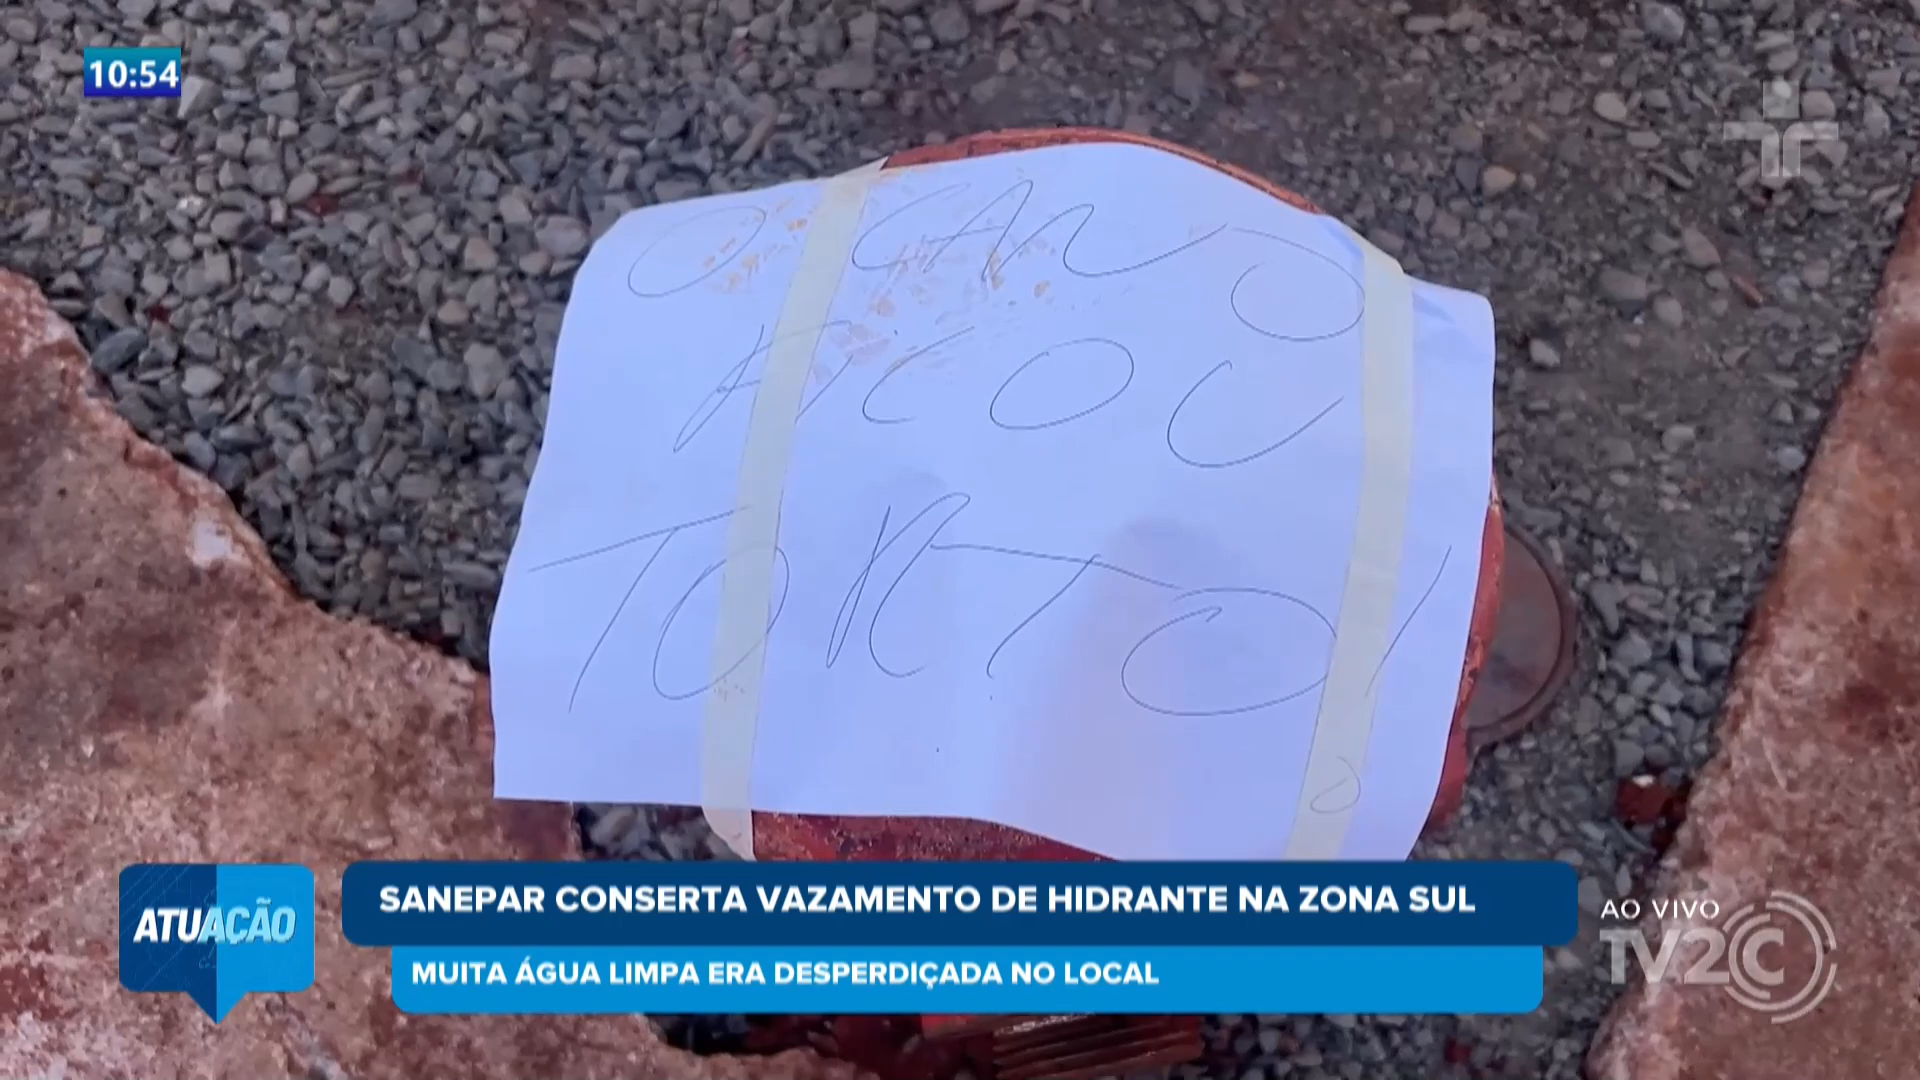 10:54
O CANO
FICOU
TORTO!
ATUAÇÃO
SANEPAR CONSERTA VAZAMENTO DE HIDRANTE NA ZONA SUL
MUITA ÁGUA LIMPA ERA DESPERDIÇADA NO LOCAL
AO VIVO
TV2C